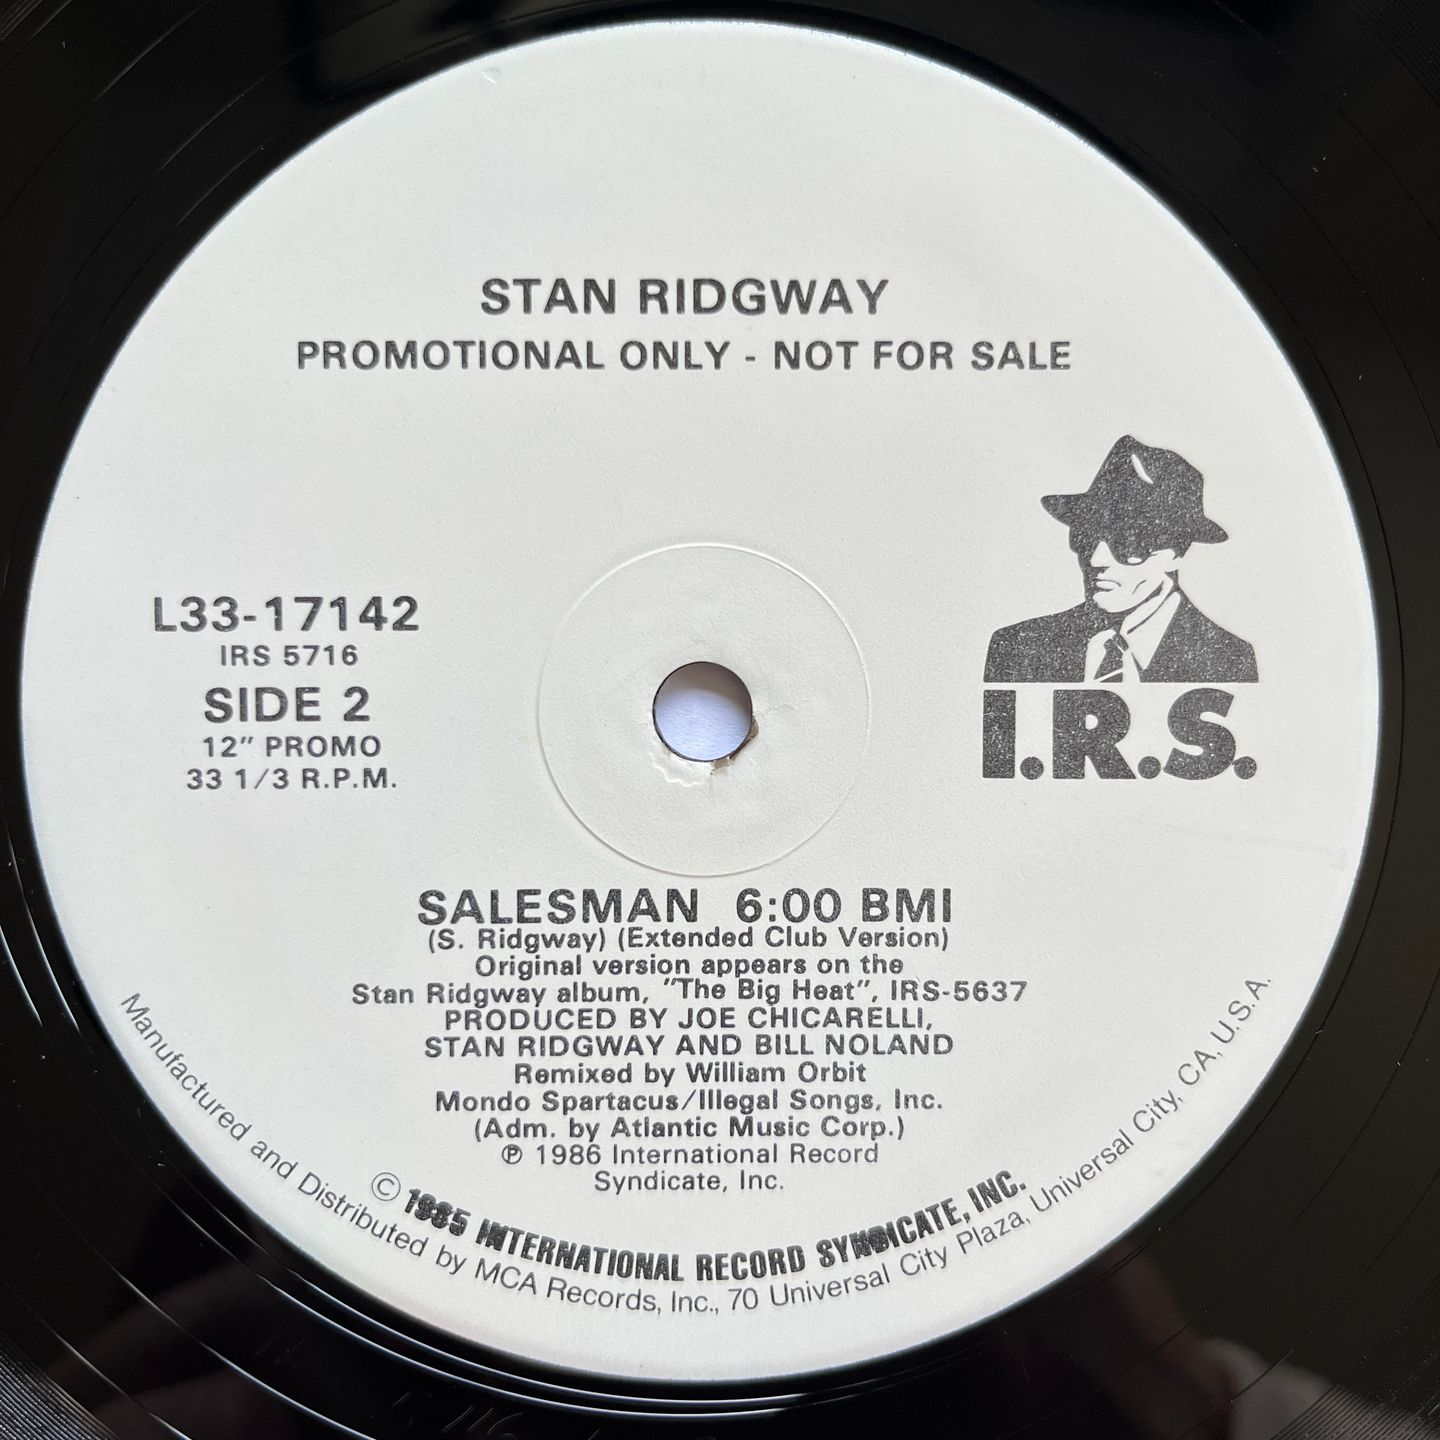 STAN RIDGWAY
PROMOTIONAL ONLY - NOT FOR SALE
L33-17142
IRS 5716
SIDE 2
12" PROMO
33 1/3 R.P.M.
I.R.S.
SALESMAN 6:00 BMI
(S. Ridgway) (Extended Club Version)
Original version appears on the
Stan Ridgway album, "The Big Heat", IRS-5637
PRODUCED BY JOE CHICARELLI,
STAN RIDGWAY AND BILL NOLAND
Remixed by William Orbit
Mondo Spartacus/Illegal Songs, Inc.
(Adm. by Atlantic Music Corp.)
℗ 1986 International Record
Syndicate, Inc.
© 1985 INTERNATIONAL RECORD SYNDICATE, INC.
Manufactured and Distributed by MCA Records, Inc., 70 Universal City Plaza, Universal City, CA, U.S.A.